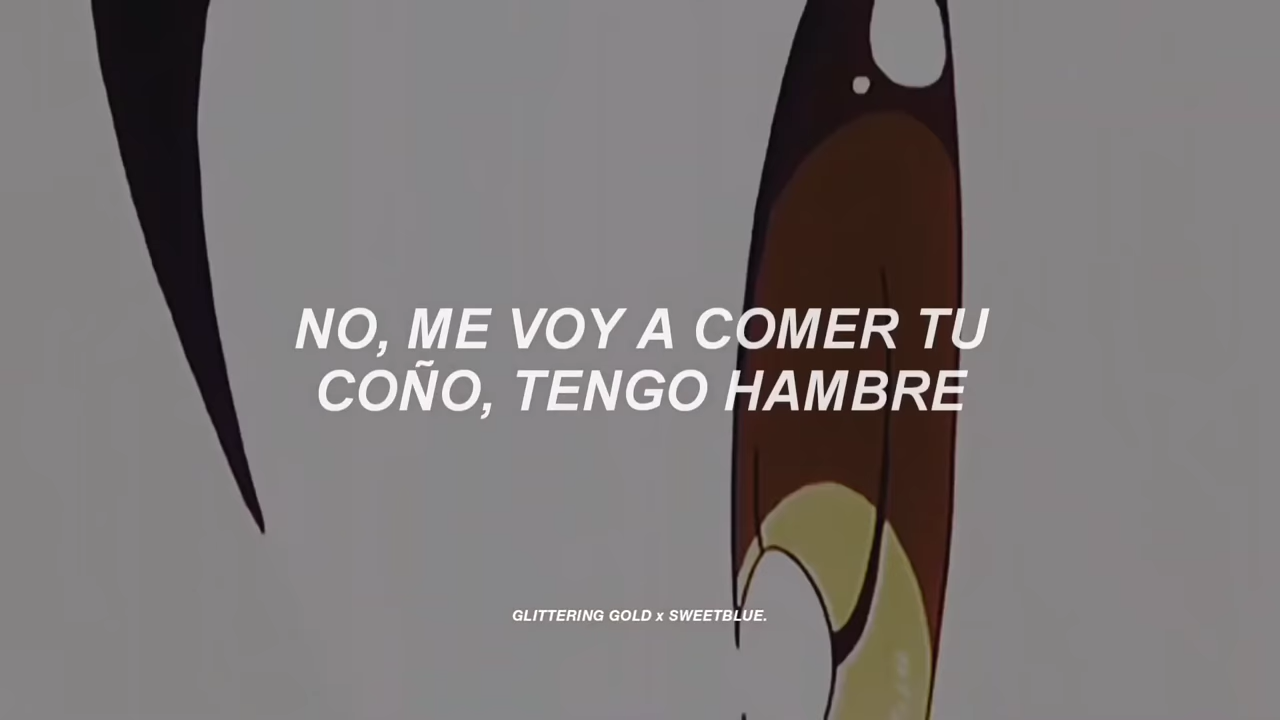 NO, ME VOY A COMER TU
COÑO, TENGO HAMBRE
GLITTERING GOLD x SWEETBLUE.